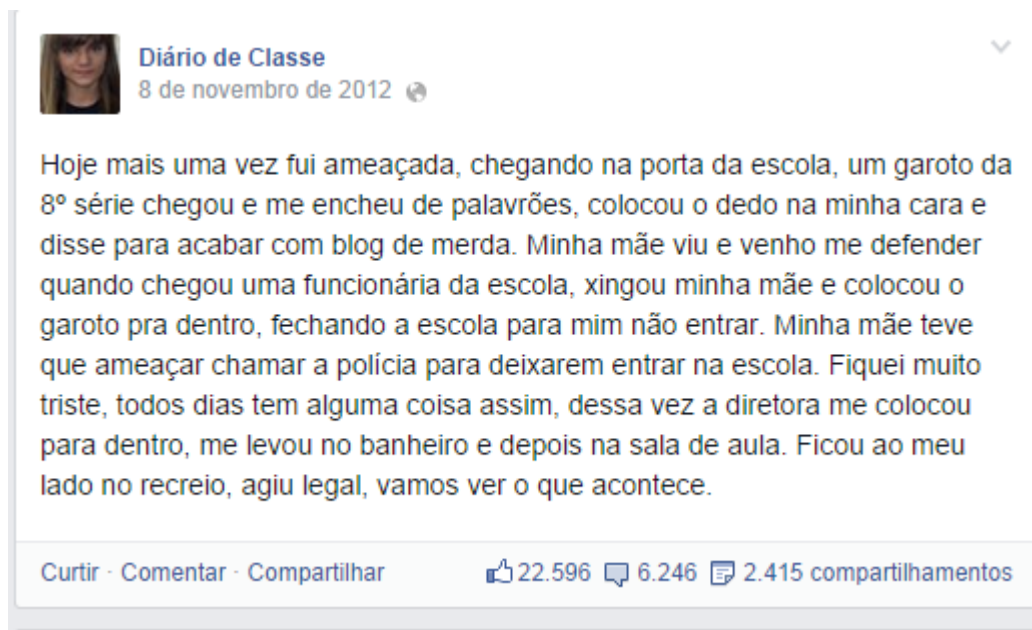 Diário de Classe
8 de novembro de 2012
Hoje mais uma vez fui ameaçada, chegando na porta da escola, um garoto da
8º série chegou e me encheu de palavrões, colocou o dedo na minha cara e
disse para acabar com blog de merda. Minha mãe viu e venho me defender
quando chegou uma funcionária da escola, xingou minha mãe e colocou o
garoto pra dentro, fechando a escola para mim não entrar. Minha mãe teve
que ameaçar chamar a polícia para deixarem entrar na escola. Fiquei muito
triste, todos dias tem alguma coisa assim, dessa vez a diretora me colocou
para dentro, me levou no banheiro e depois na sala de aula. Ficou ao meu
lado no recreio, agiu legal, vamos ver o que acontece.
Curtir · Comentar · Compartilhar 22.596 6.246 2.415 compartilhamentos